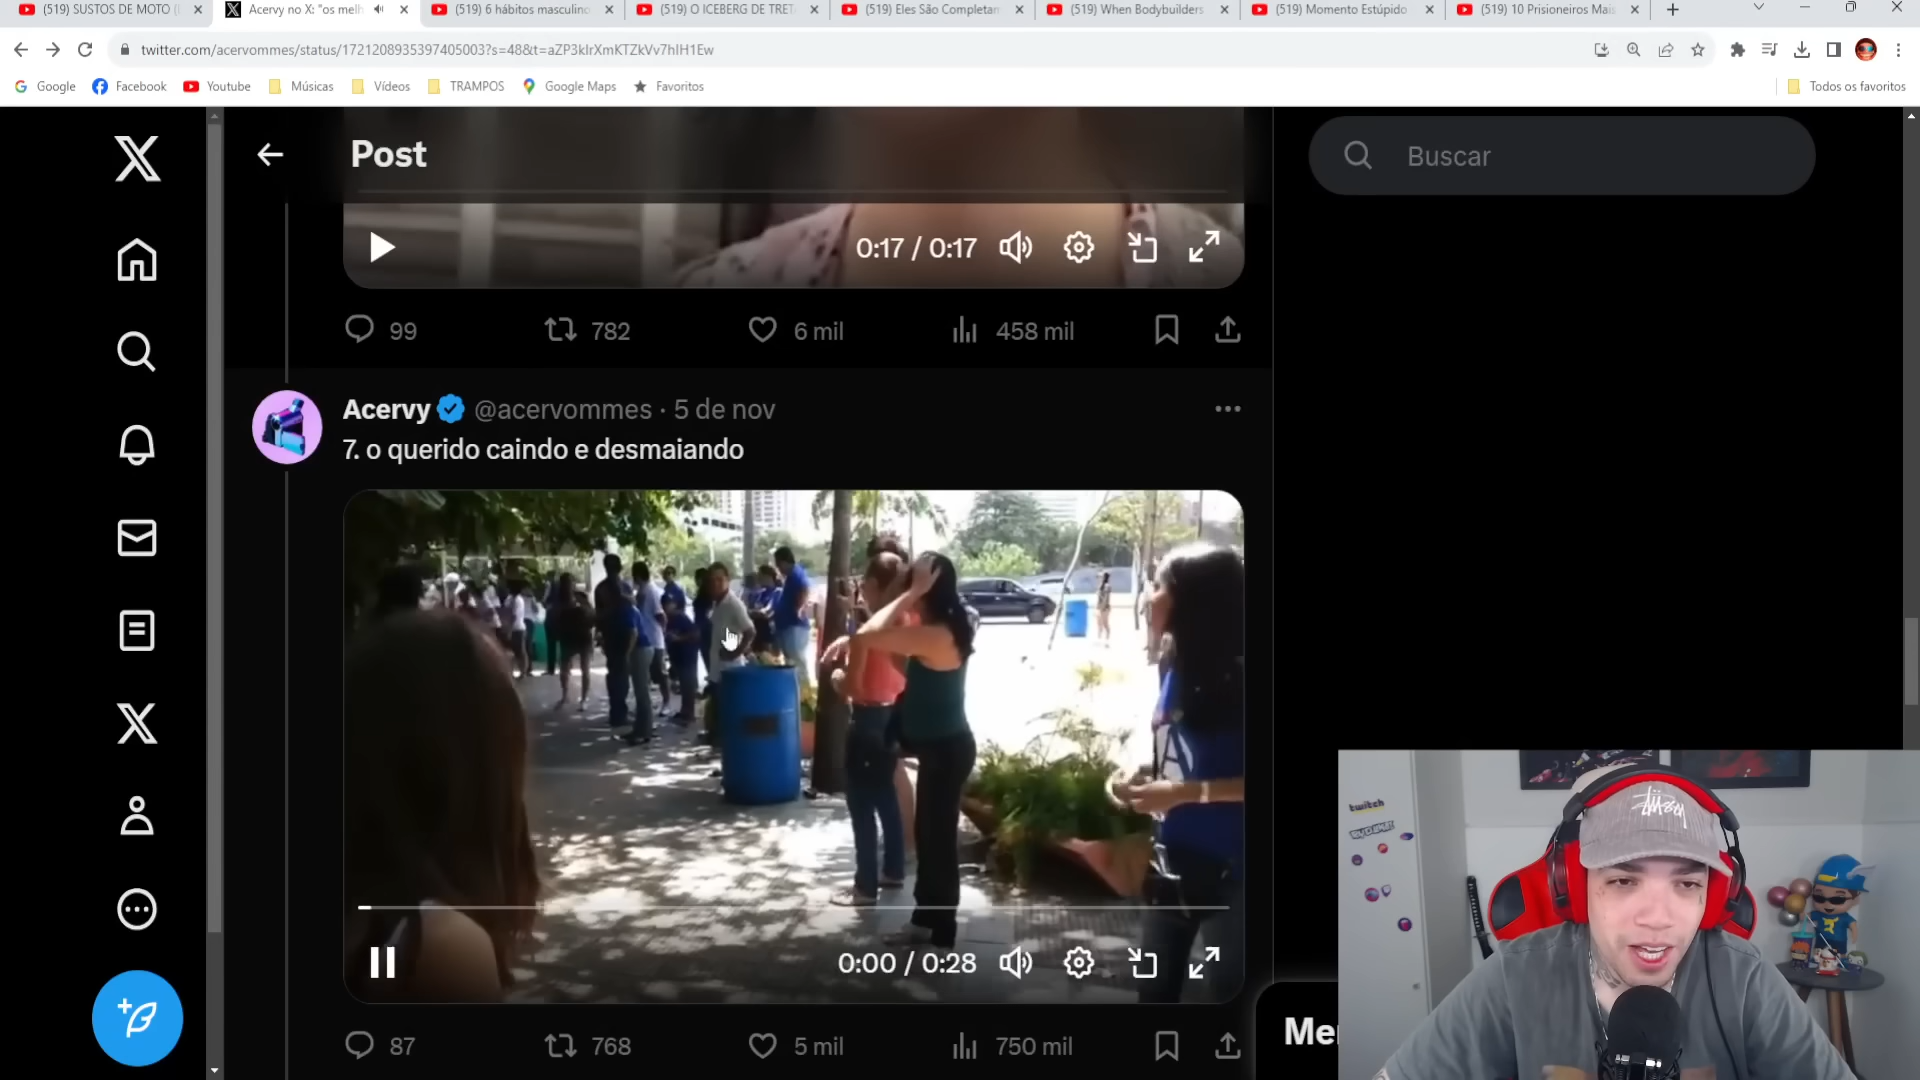 (519) SUSTOS DE MOTO (
Acervy no X: "os melh
(519) 6 hábitos masculino
(519) O ICEBERG DE TRET
(519) Eles São Completan
(519) When Bodybuilders
(519) Momento Estúpido
(519) 10 Prisioneiros Mais
twitter.com/acervommes/status/1721208935397405003?s=48&t=aZP3kIrXmKTZkVv7hlH1Ew
Google
Facebook
Youtube
Músicas
Vídeos
TRAMPOS
Google Maps
Favoritos
Todos os favoritos
Post
Buscar
0:17 / 0:17
99
782
6 mil
458 mil
Acervy @acervommes · 5 de nov
7. o querido caindo e desmaiando
0:00 / 0:28
87
768
5 mil
750 mil
Me
twitch